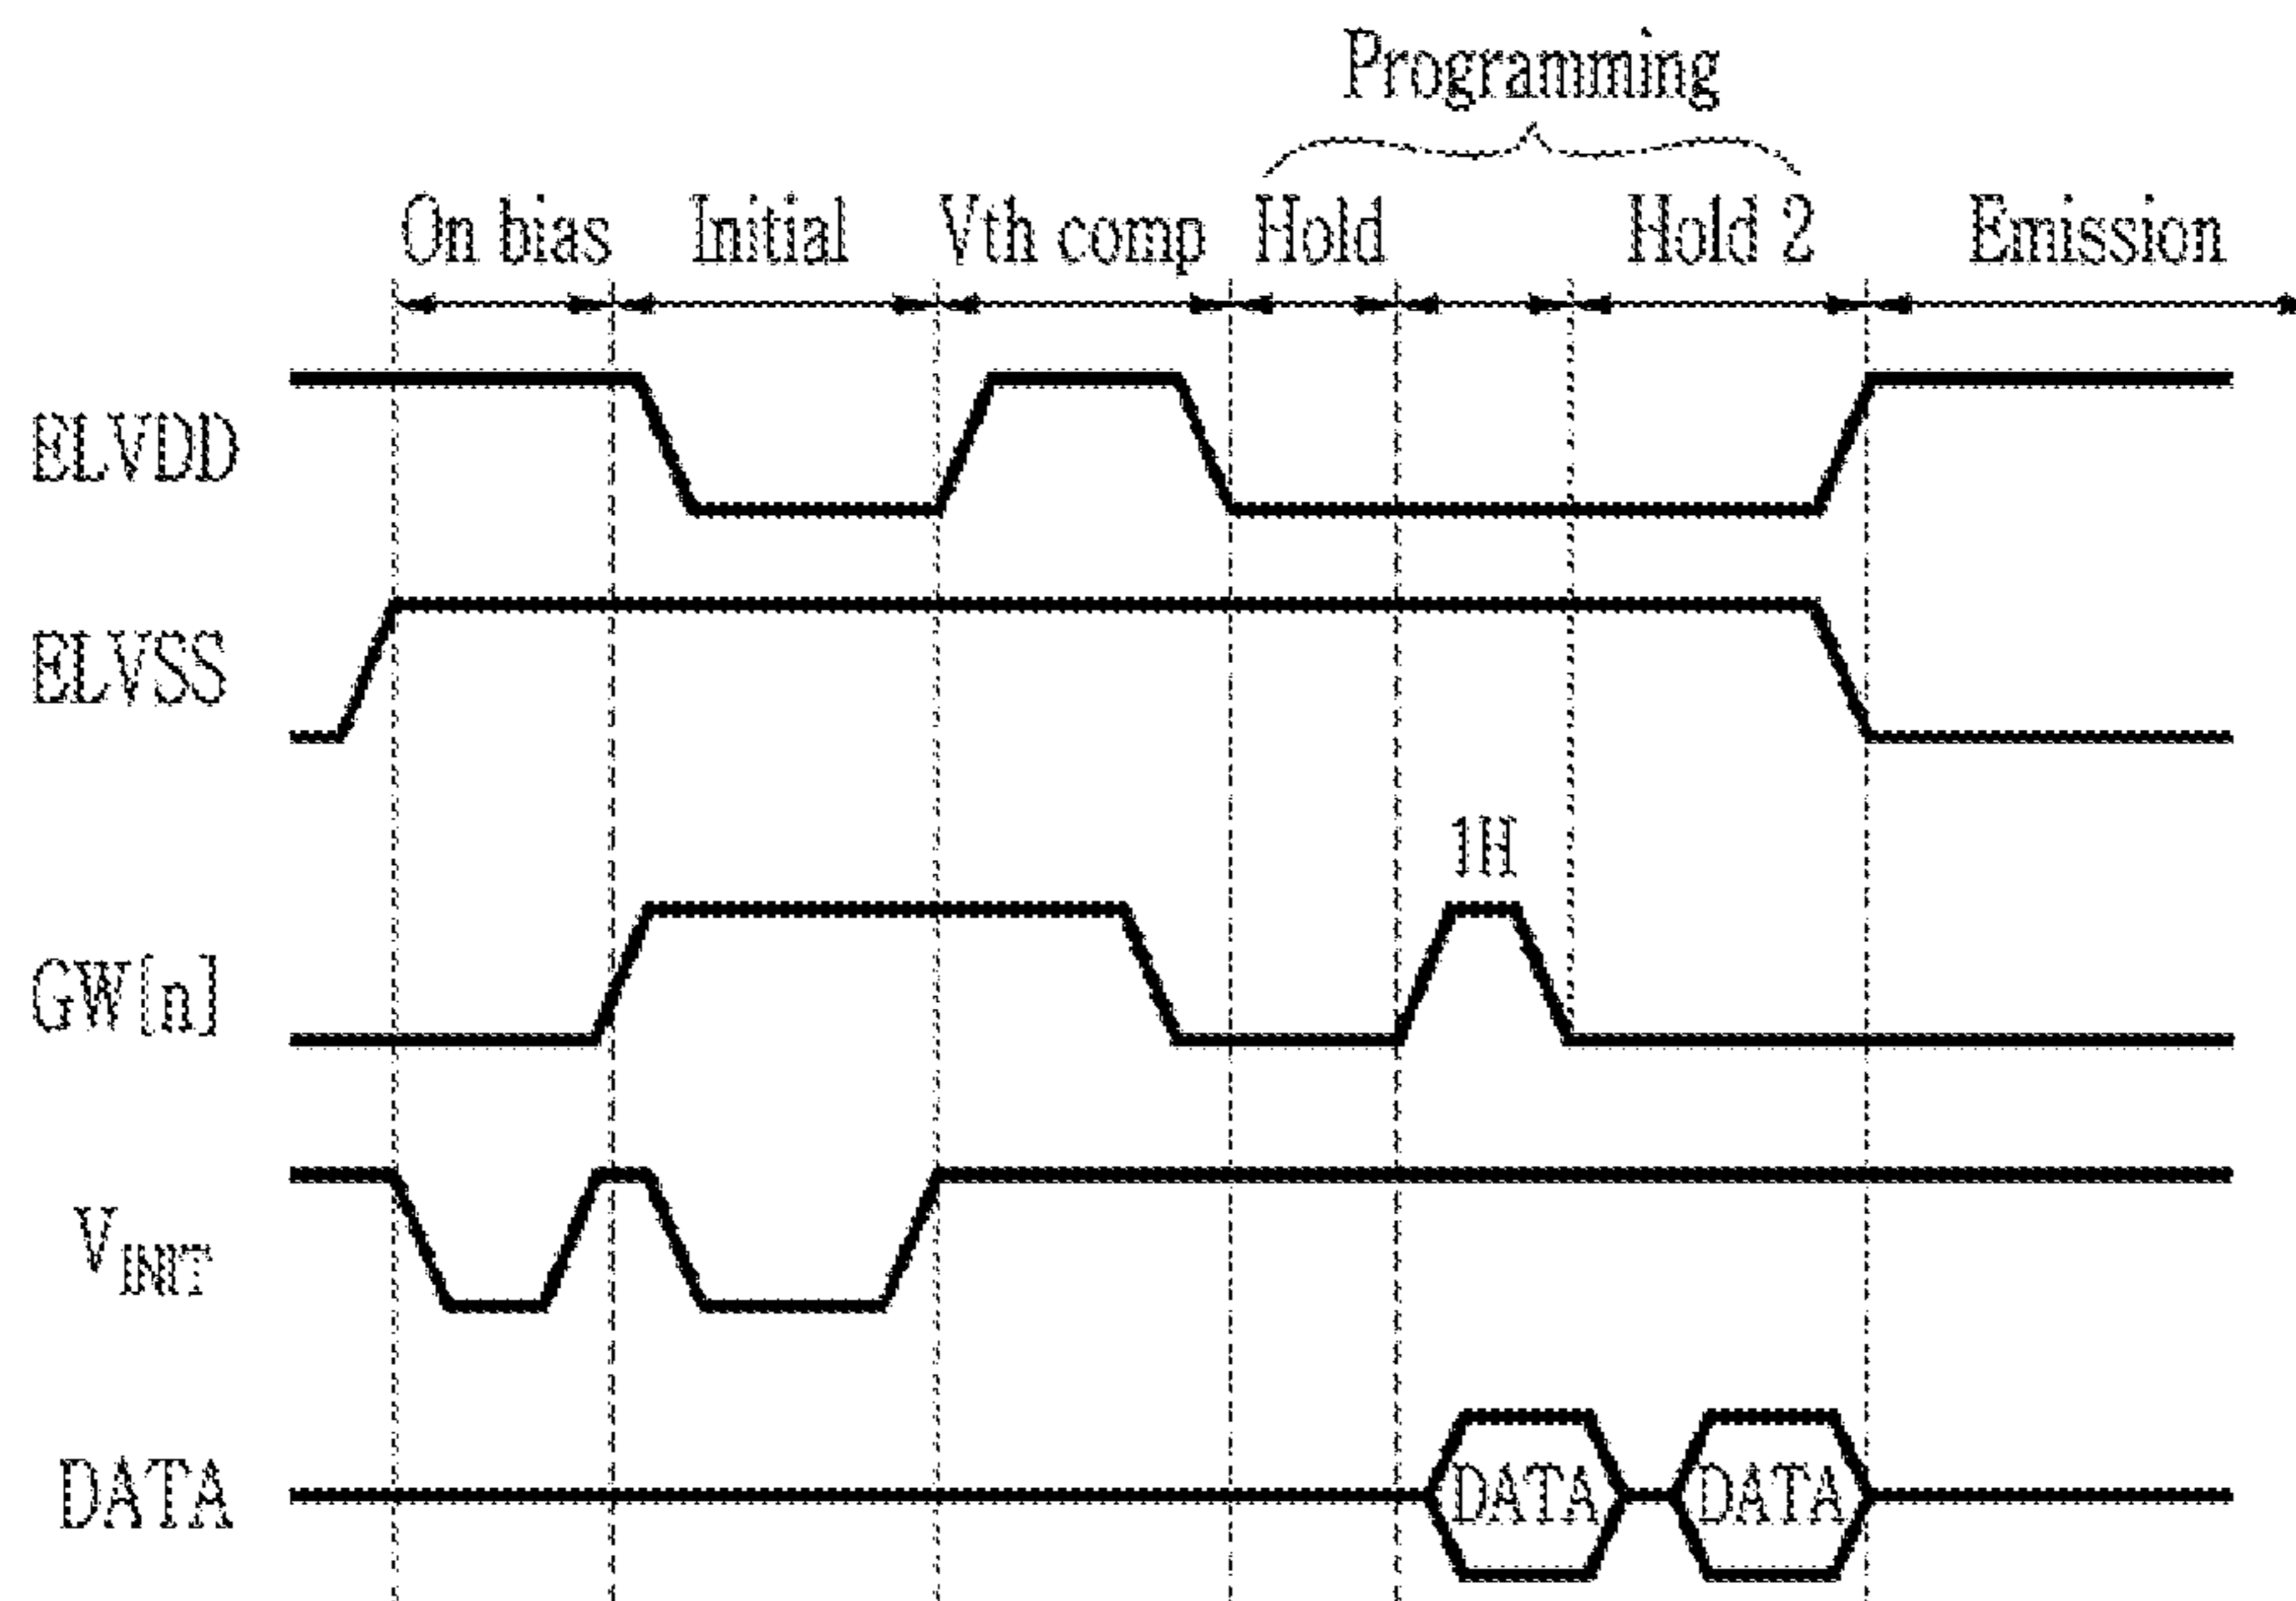 Programming
On bias Initial Vth comp Hold Hold 2 Emission
ELVDD
ELVSS
1H
GW[n]
VINIT
DATA DATA DATA